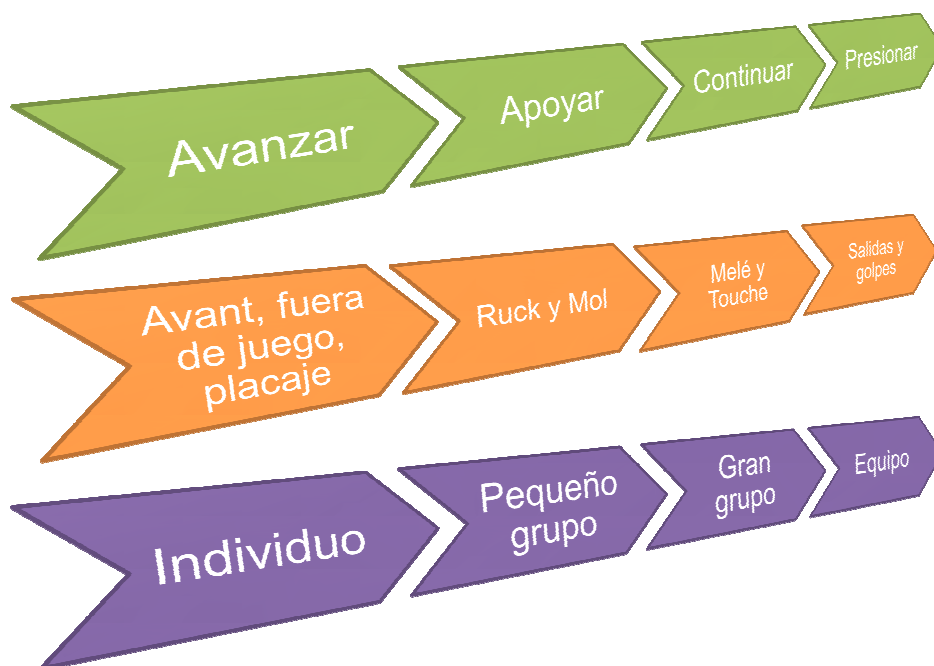 Avanzar
Apoyar
Continuar
Presionar
Avant, fuera
de juego,
placaje
Ruck y Mol
Melé y
Touche
Salidas y
golpes
Individuo
Pequeño
grupo
Gran
grupo
Equipo